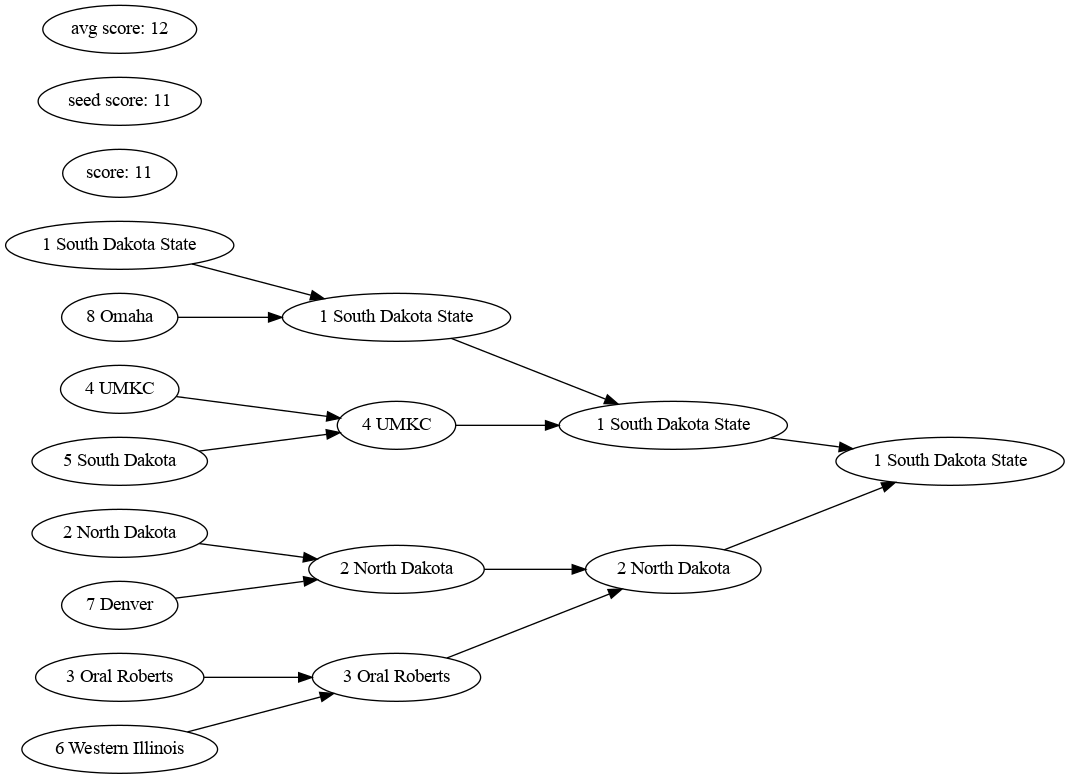 avg score: 12
seed score: 11
score: 11
1 South Dakota State
8 Omaha
1 South Dakota State
4 UMKC
5 South Dakota
4 UMKC
1 South Dakota State
1 South Dakota State
2 North Dakota
7 Denver
2 North Dakota
2 North Dakota
3 Oral Roberts
3 Oral Roberts
6 Western Illinois